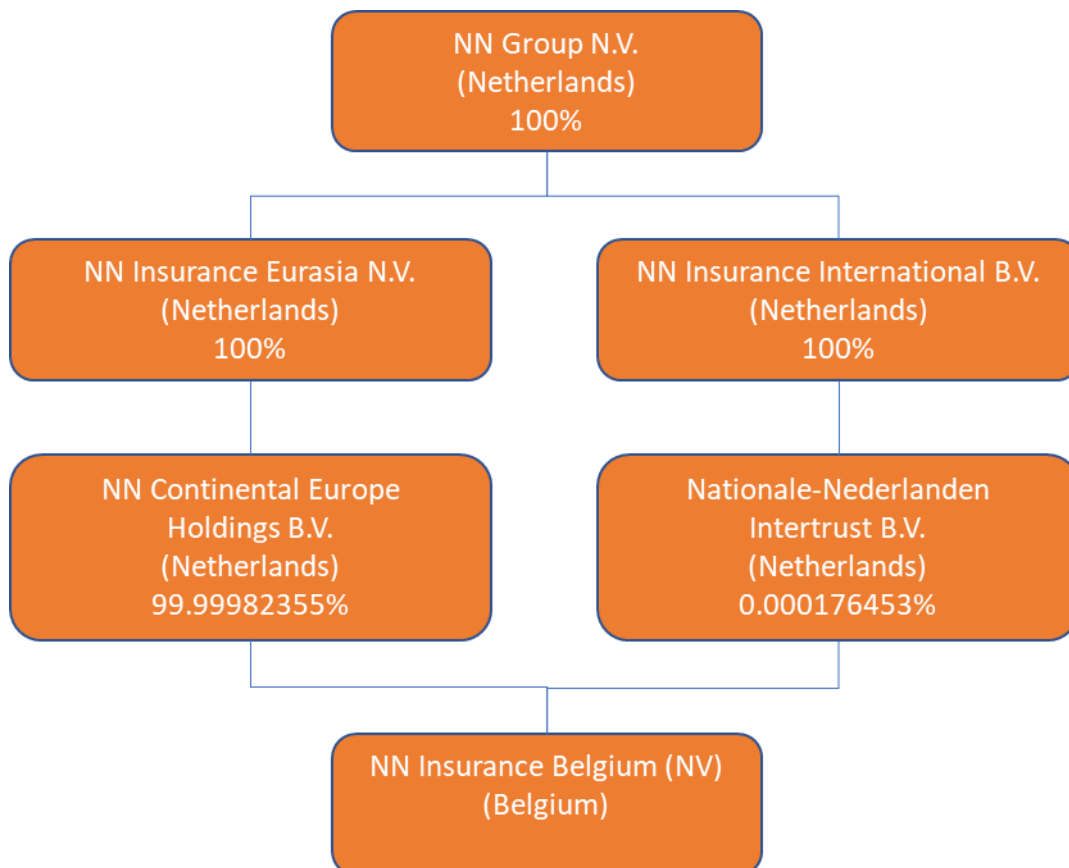 NN Group N.V.
(Netherlands)
100%
NN Insurance Eurasia N.V.
(Netherlands)
100%
NN Insurance International B.V.
(Netherlands)
100%
NN Continental Europe
Holdings B.V.
(Netherlands)
99.99982355%
Nationale-Nederlanden
Intertrust B.V.
(Netherlands)
0.000176453%
NN Insurance Belgium (NV)
(Belgium)